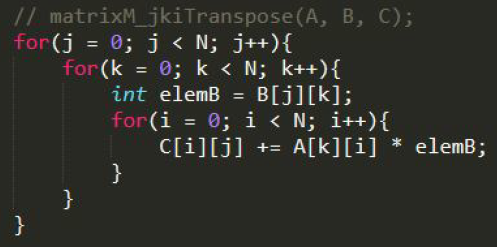 // matrixM_jkiTranspose(A, B, C);
for(j = 0; j < N; j++){
    for(k = 0; k < N; k++){
        int elemB = B[j][k];
        for(i = 0; i < N; i++){
            C[i][j] += A[k][i] * elemB;
        }
    }
}